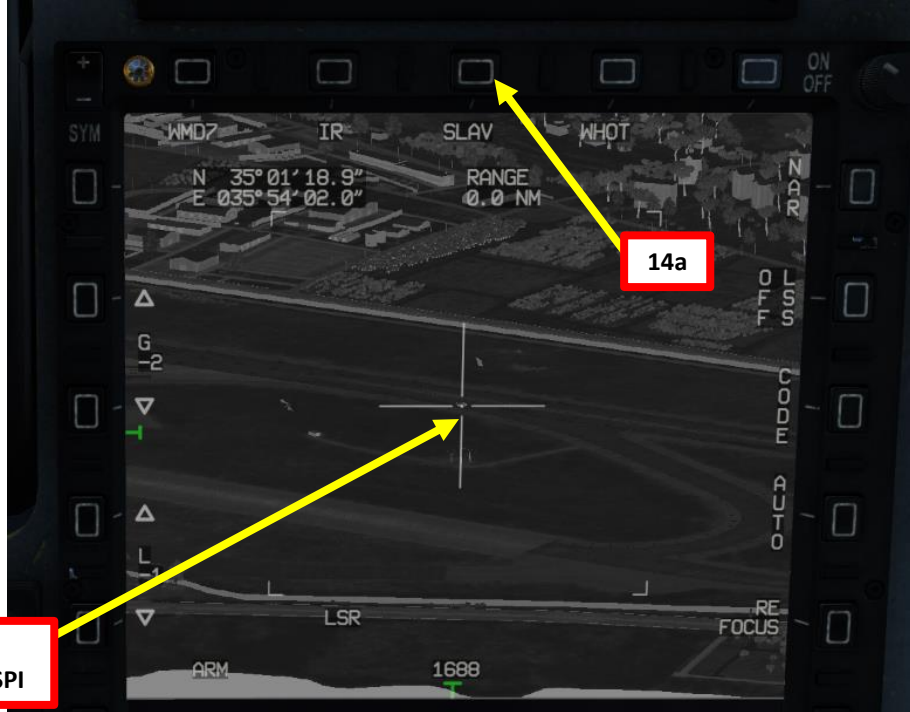 ON
OFF
+
–
SYM
WMD7 IR SLAV WHOT
N 35°01'18.9"
E 035°54'02.0"
RANGE
0.0 NM
NAR
14a
OFF LSS
G
-2
CODE
AUTO
L
-1
LSR
RE
FOCUS
SPI
ARM
1688